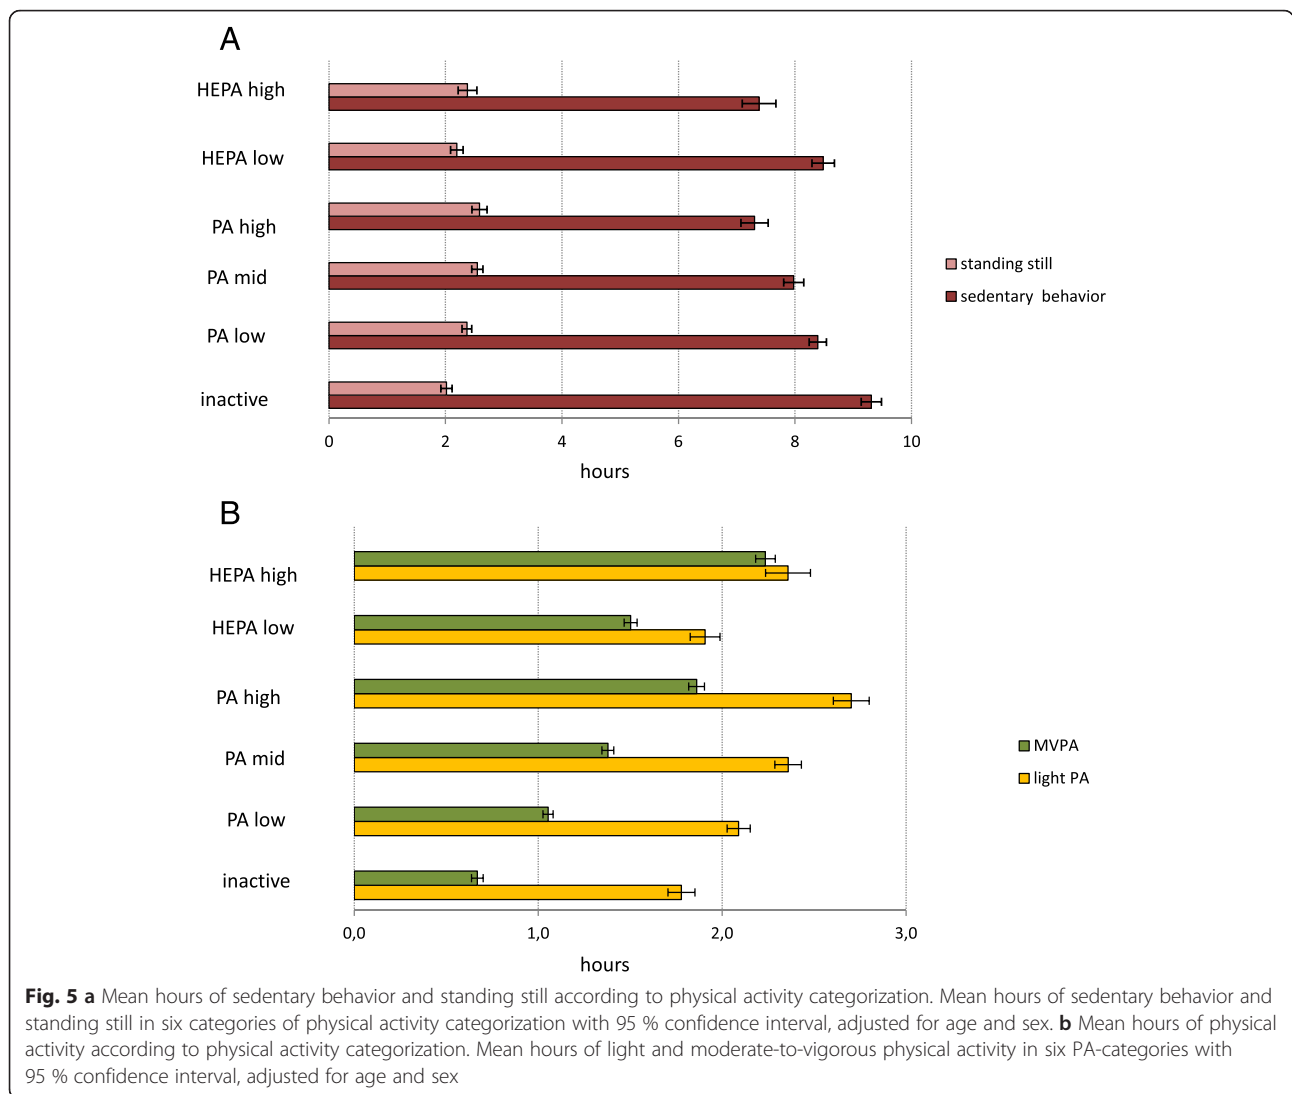 A
HEPA high
HEPA low
PA high
PA mid
PA low
inactive
standing still
sedentary behavior
0 2 4 6 8 10
hours
B
HEPA high
HEPA low
PA high
PA mid
PA low
inactive
MVPA
light PA
0,0 1,0 2,0 3,0
hours
Fig. 5 a Mean hours of sedentary behavior and standing still according to physical activity categorization. Mean hours of sedentary behavior and
standing still in six categories of physical activity categorization with 95 % confidence interval, adjusted for age and sex. b Mean hours of physical
activity according to physical activity categorization. Mean hours of light and moderate-to-vigorous physical activity in six PA-categories with
95 % confidence interval, adjusted for age and sex